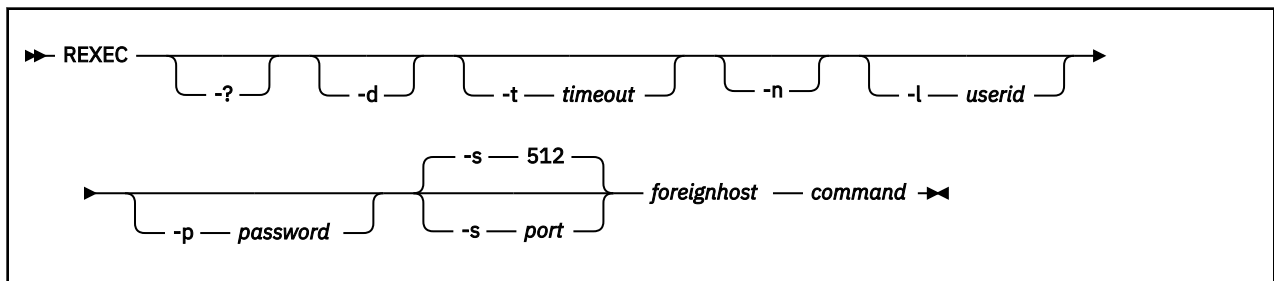 REXEC -? -d -t timeout -n -l userid
-s 512
-p password -s port foreignhost command